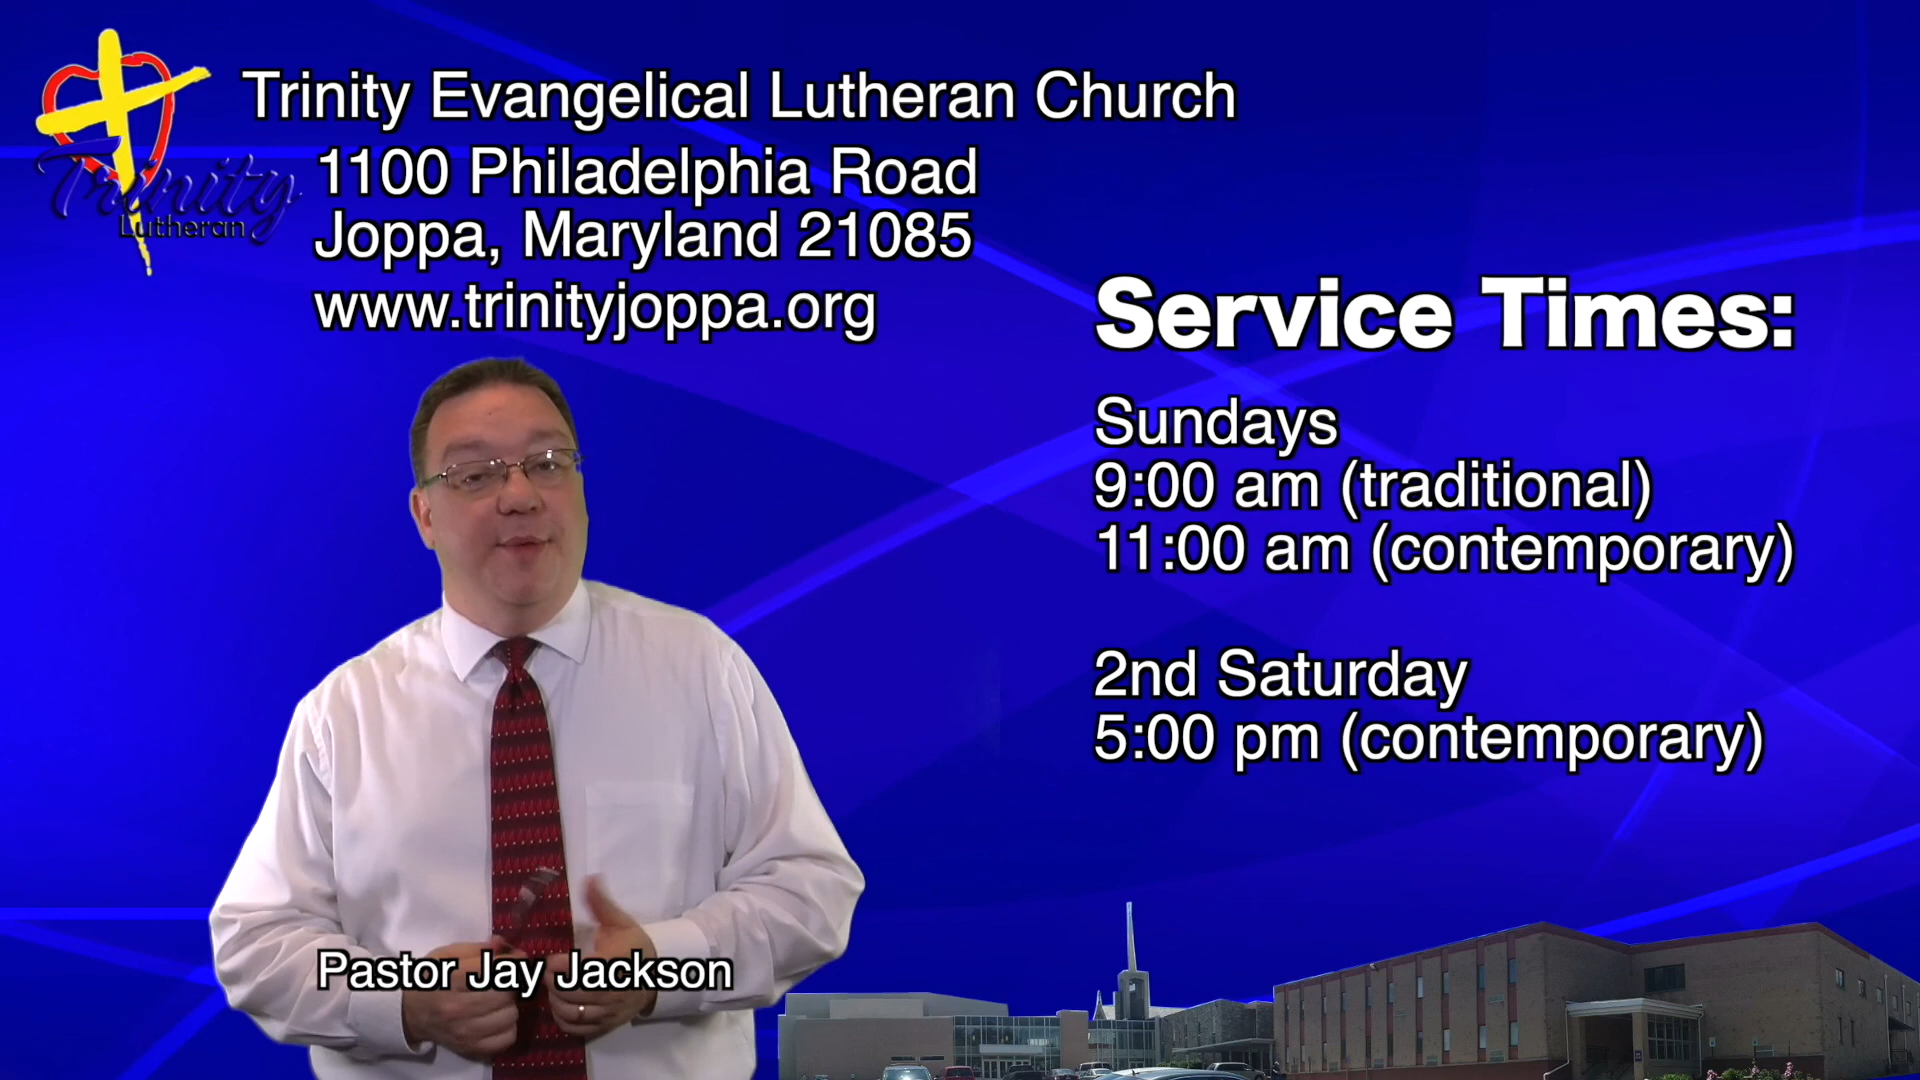 Trinity Evangelical Lutheran Church
1100 Philadelphia Road
Joppa, Maryland 21085
www.trinityjoppa.org
Trinity
Lutheran
Service Times:
Sundays
9:00 am (traditional)
11:00 am (contemporary)
2nd Saturday
5:00 pm (contemporary)
Pastor Jay Jackson